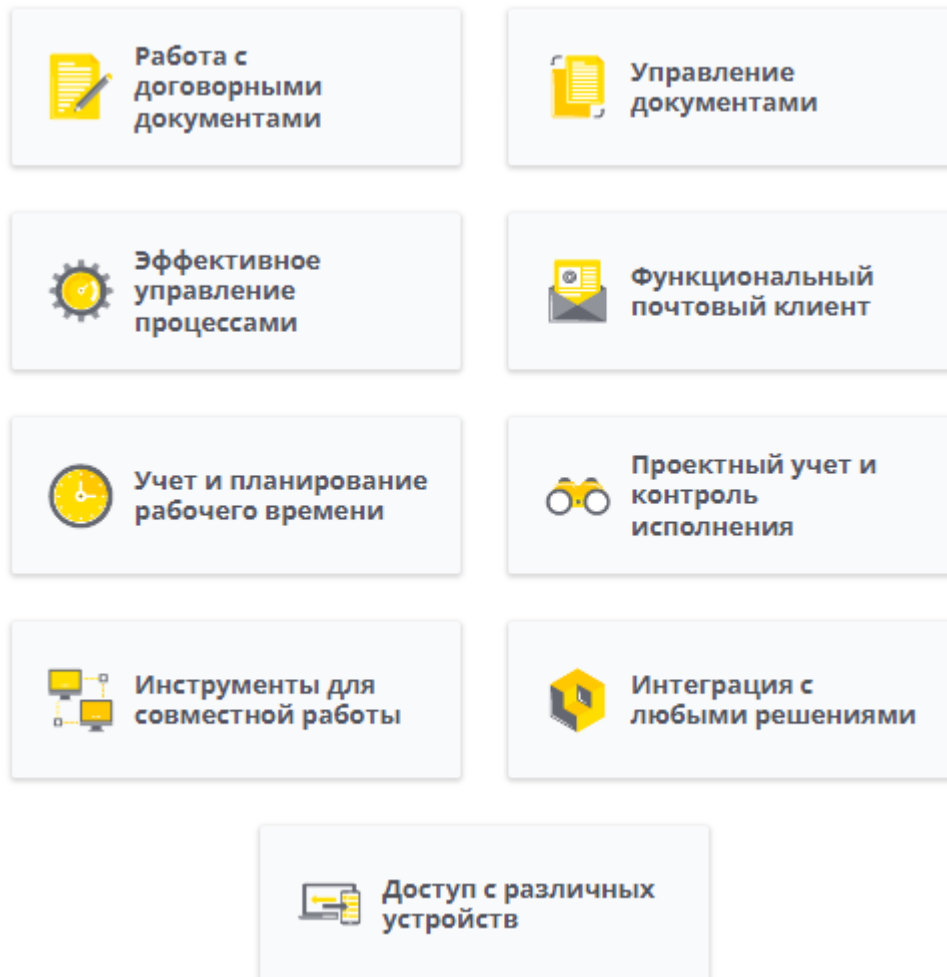 Работа с
договорными
документами
Управление
документами
Эффективное
управление
процессами
Функциональный
почтовый клиент
Учет и планирование
рабочего времени
Проектный учет и
контроль
исполнения
Инструменты для
совместной работы
Интеграция с
любыми решениями
Доступ с различных
устройств